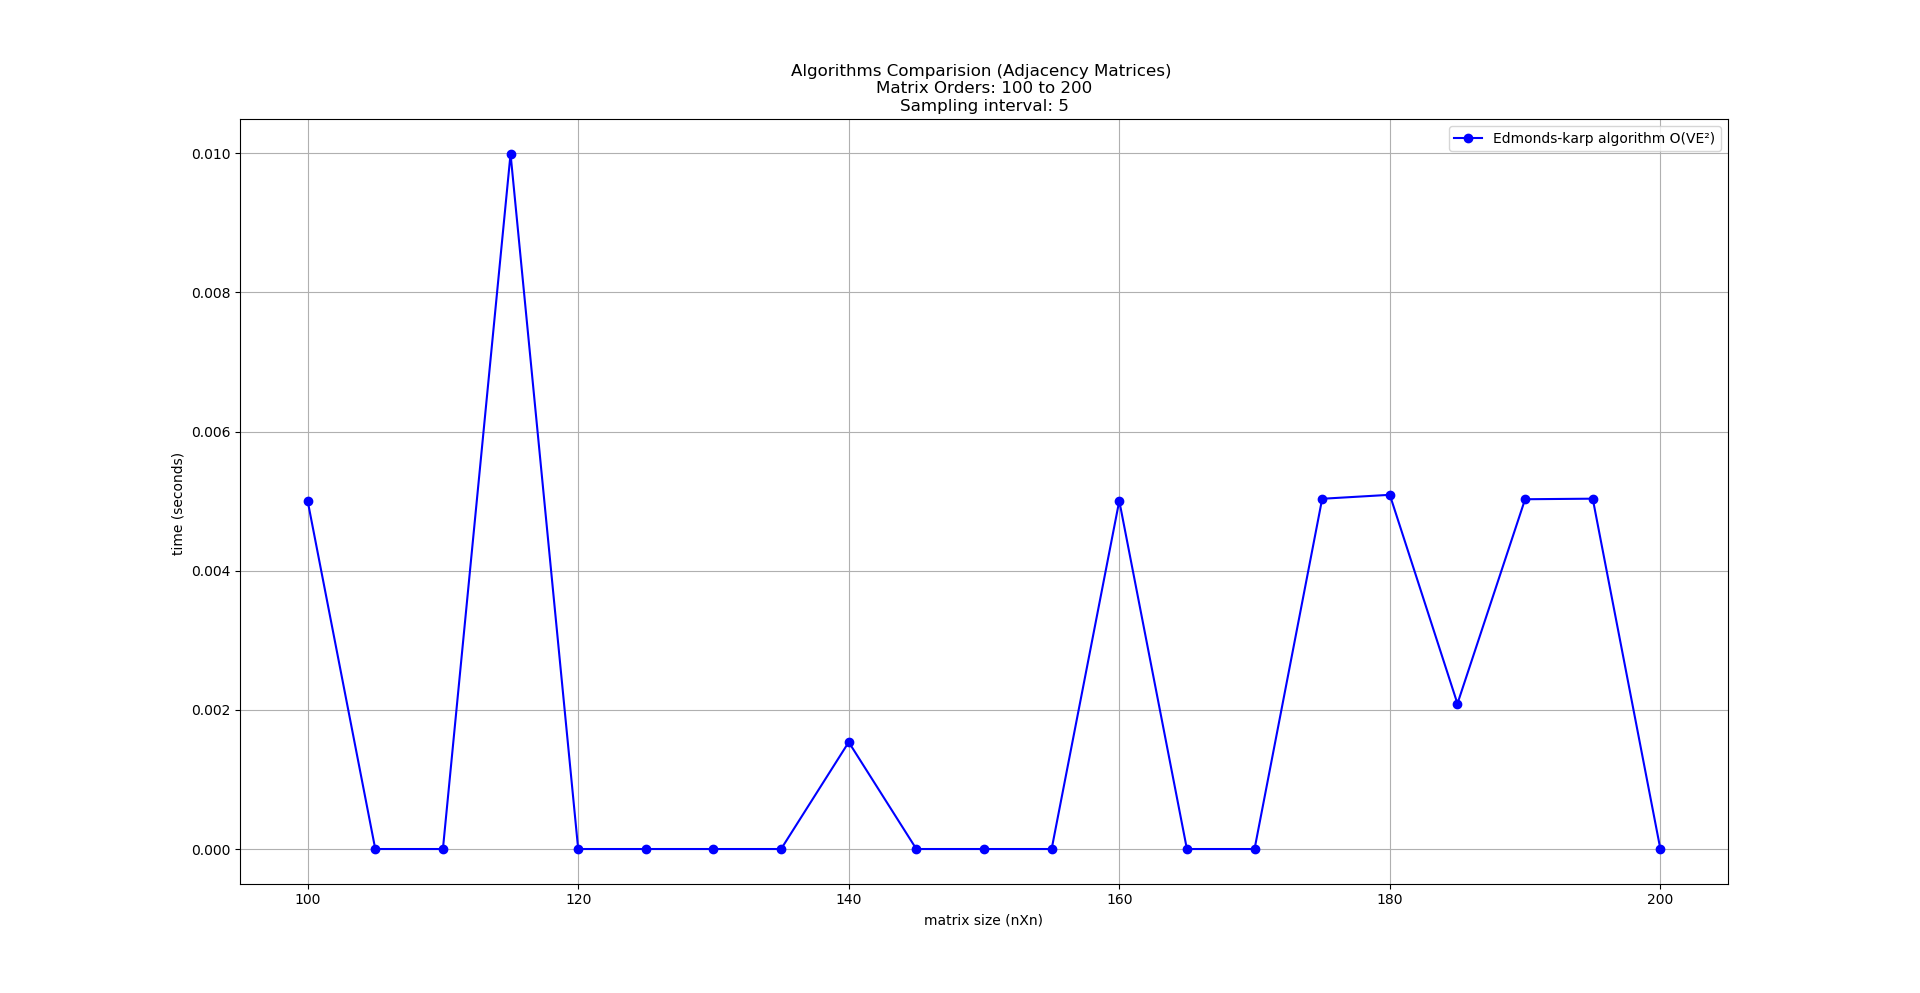 Algorithms Comparision (Adjacency Matrices)
Matrix Orders: 100 to 200
Sampling interval: 5
Edmonds-karp algorithm O(VE²)
0.010
0.008
0.006
0.004
0.002
0.000
time (seconds)
100 120 140 160 180 200
matrix size (nXn)